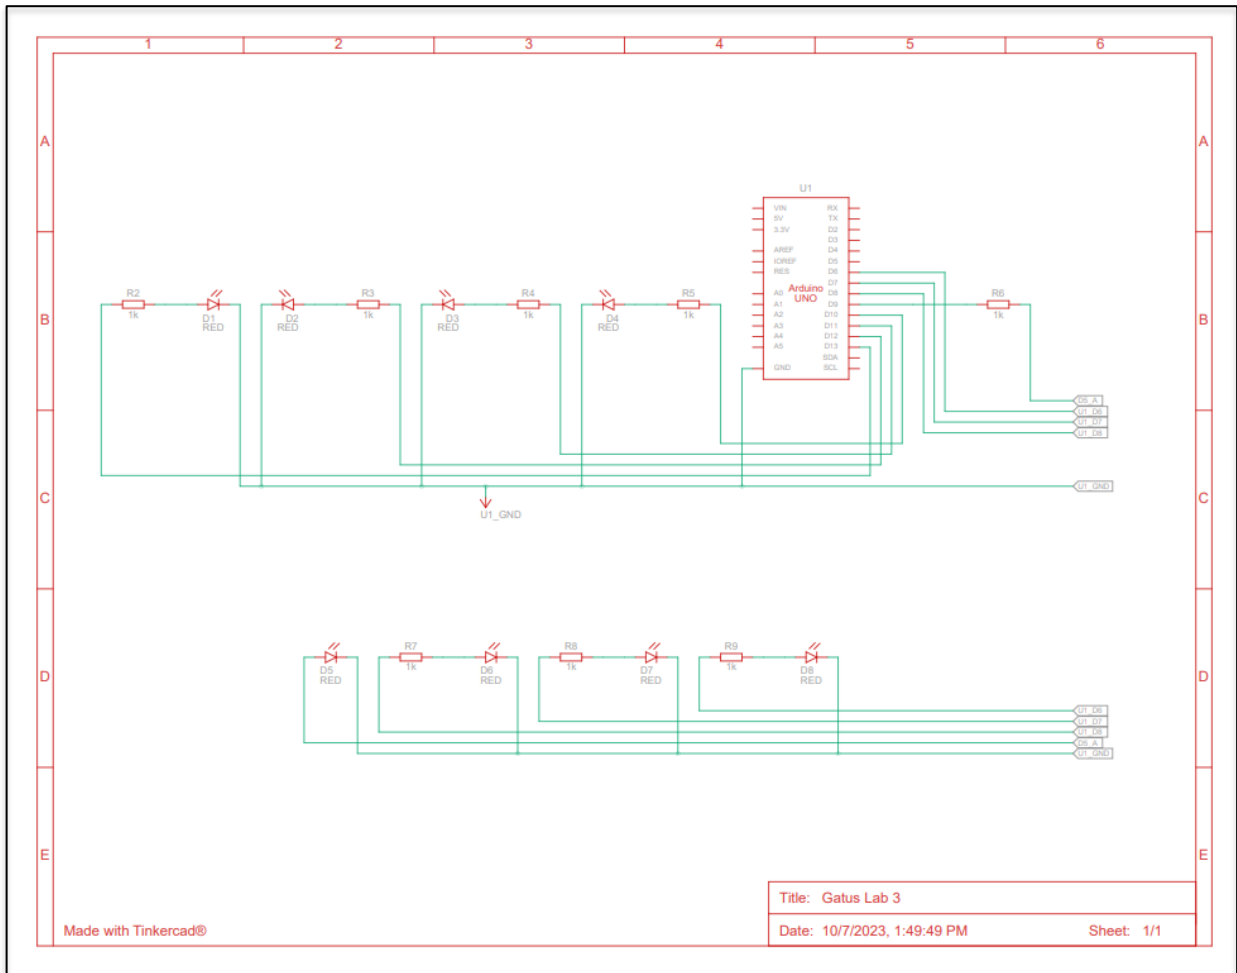 1 2 3 4 5 6
A A
U1
VIN RX
5V TX
3.3V D2
D3
AREF D4
IOREF D5
RES D6
D7
A0 D8
Arduino
UNO
A1 D9
A2 D10
A3 D11
A4 D12
A5 D13
SDA
GND SCL
B B
R2 R3 R4 R5 R6
1k 1k 1k 1k 1k
D1 D2 D3 D4
RED RED RED RED
D5_A
U1_D6
U1_D7
U1_D8
C C
U1_GND
U1_GND
R7 R8 R9
1k 1k 1k
D D
D5 D6 D7 D8
RED RED RED RED
U1_D6
U1_D7
U1_D8
D5_A
U1_GND
E E
Title: Gatus Lab 3
Made with Tinkercad®
Date: 10/7/2023, 1:49:49 PM Sheet: 1/1